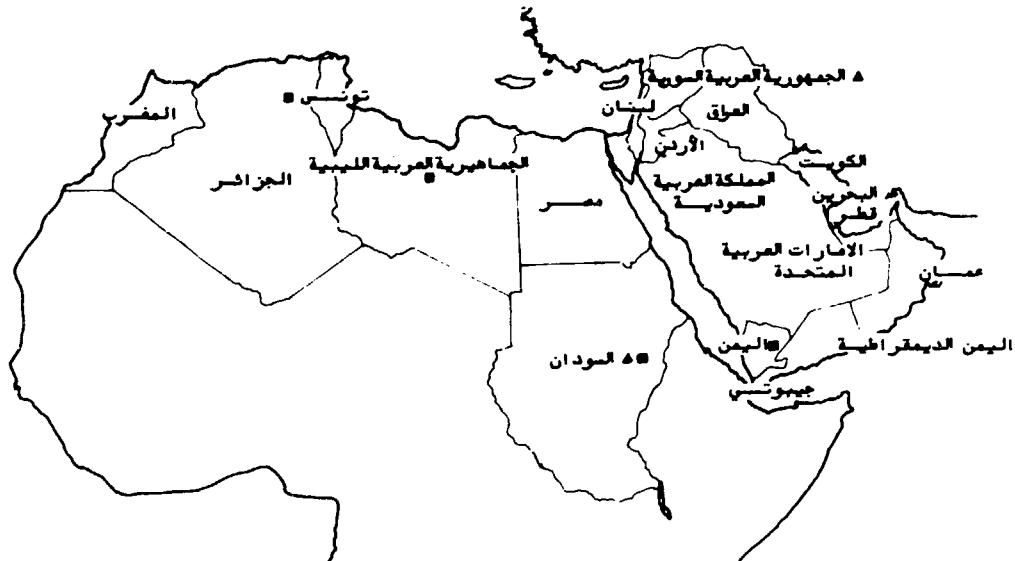 الجمهورية العربية السورية
لبنان
العراق
تونس
المغرب
الأردن
الكويت
الجماهيرية العربية الليبية
الجزائر
المملكة العربية
السعودية
مصر
البحرين
قطر
الامارات العربية
المتحدة
عمان
اليمن
اليمن الديمقراطية
السودان
جيبوتي